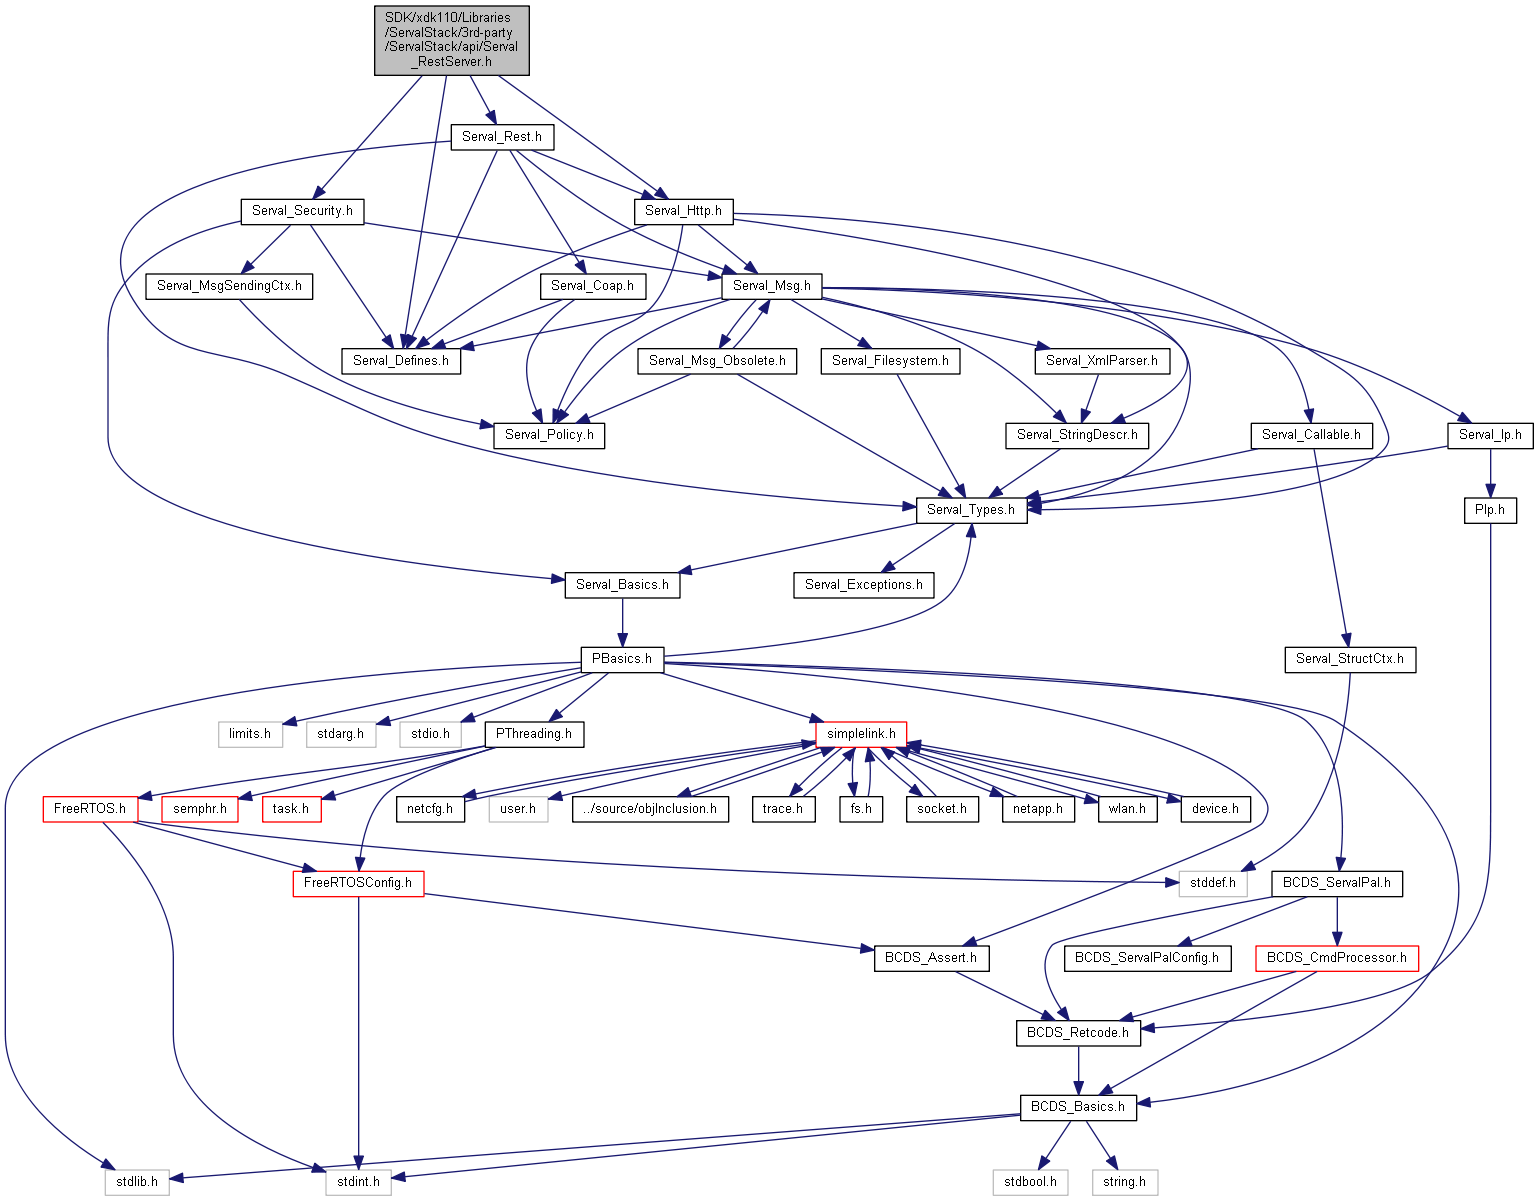 SDK/xdk110/Libraries
/ServalStack/3rd-party
/ServalStack/api/Serval
_RestServer.h
Serval_Rest.h
Serval_Security.h
Serval_Http.h
Serval_MsgSendingCtx.h
Serval_Coap.h
Serval_Msg.h
Serval_Defines.h
Serval_Msg_Obsolete.h
Serval_Filesystem.h
Serval_XmlParser.h
Serval_Policy.h
Serval_StringDescr.h
Serval_Callable.h
Serval_Ip.h
Serval_Types.h
PIp.h
Serval_Basics.h
Serval_Exceptions.h
PBasics.h
Serval_StructCtx.h
limits.h
stdarg.h
stdio.h
PThreading.h
simplelink.h
FreeRTOS.h
semphr.h
task.h
netcfg.h
user.h
../source/objInclusion.h
trace.h
fs.h
socket.h
netapp.h
wlan.h
device.h
FreeRTOSConfig.h
stddef.h
BCDS_ServalPal.h
BCDS_Assert.h
BCDS_ServalPalConfig.h
BCDS_CmdProcessor.h
BCDS_Retcode.h
BCDS_Basics.h
stdlib.h
stdint.h
stdbool.h
string.h